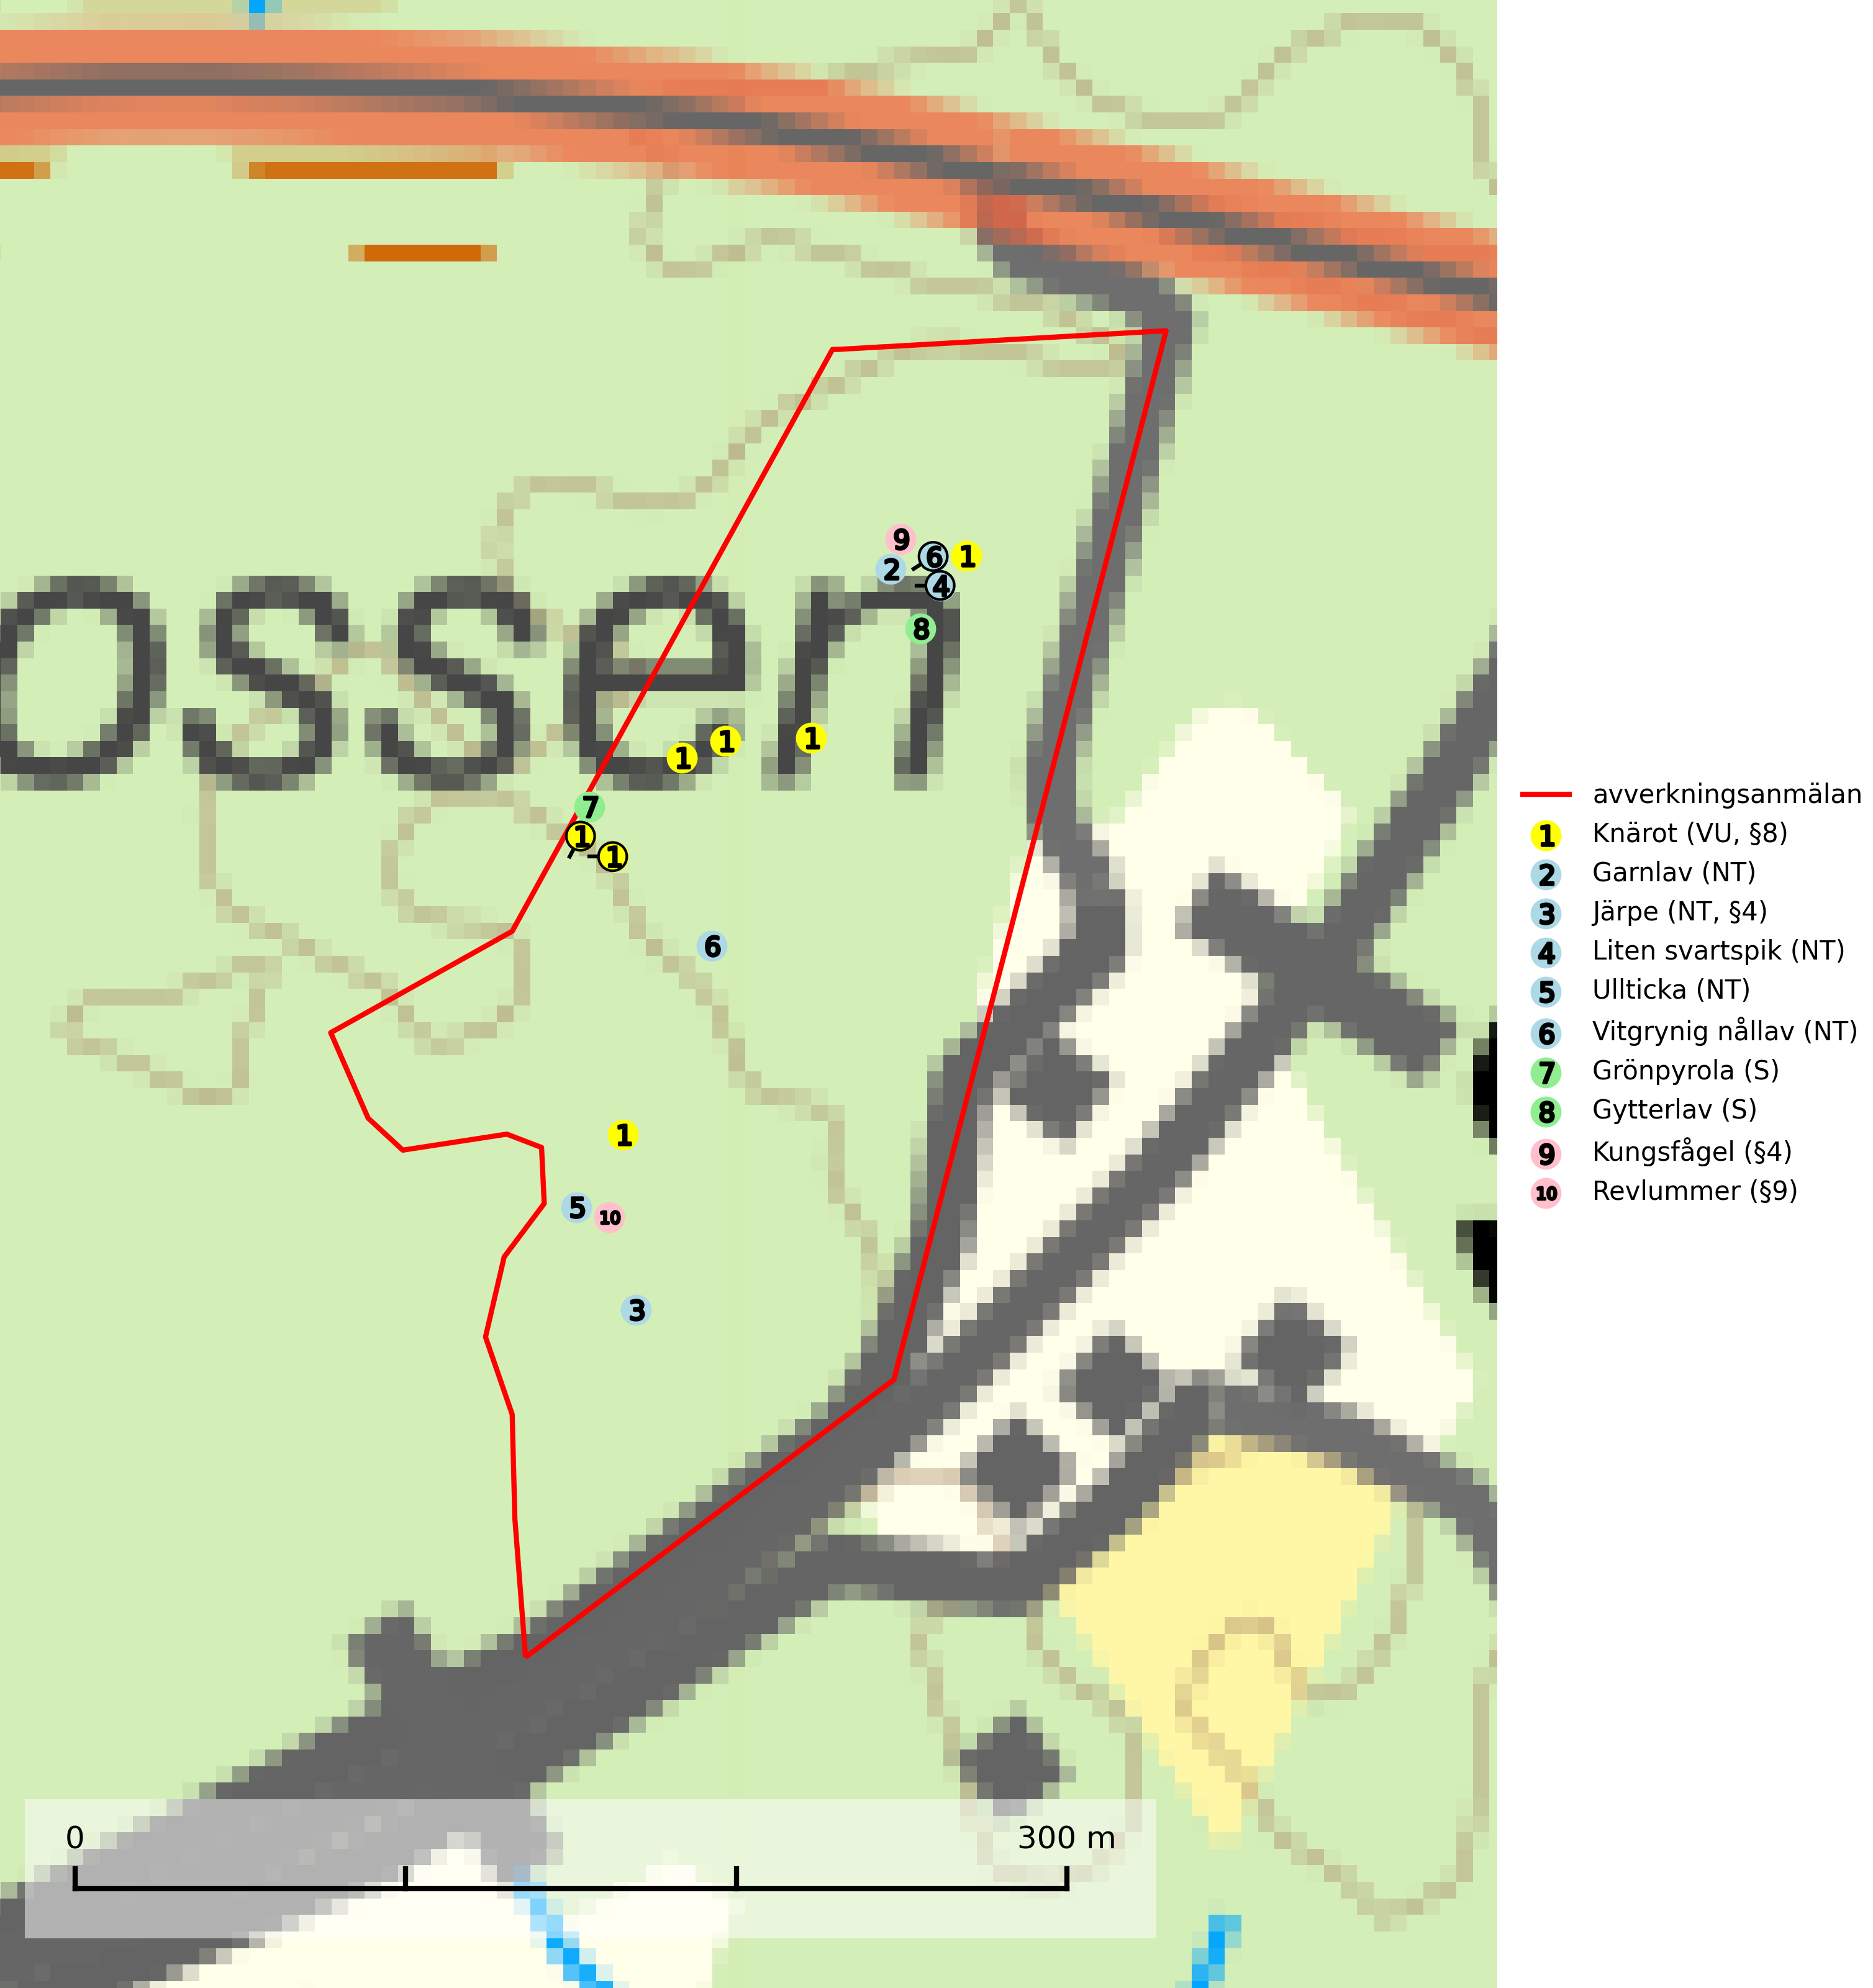 9
6 1
2
4
8
ossen
1 1 1
7
1
1
6
1
5 10
3
avverkningsanmälan
1 Knärot (VU, §8)
2 Garnlav (NT)
3 Järpe (NT, §4)
4 Liten svartspik (NT)
5 Ullticka (NT)
6 Vitgrynig nållav (NT)
7 Grönpyrola (S)
8 Gytterlav (S)
9 Kungsfågel (§4)
10 Revlummer (§9)
0 300 m